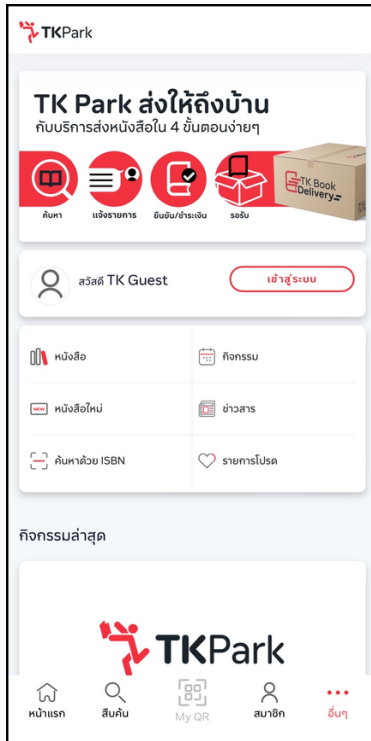 TKPark
TK Park ส่งให้ถึงบ้าน
กับบริการส่งหนังสือใน 4 ขั้นตอนง่ายๆ
ค้นหา
แจ้งรายการ
ยืนยัน/ชำระเงิน
รอรับ
TK Book
Delivery
สวัสดี TK Guest
เข้าสู่ระบบ
หนังสือ
กิจกรรม
NEW
หนังสือใหม่
ข่าวสาร
ค้นหาด้วย ISBN
รายการโปรด
กิจกรรมล่าสุด
TKPark
หน้าแรก
สืบค้น
My QR
สมาชิก
อื่นๆ